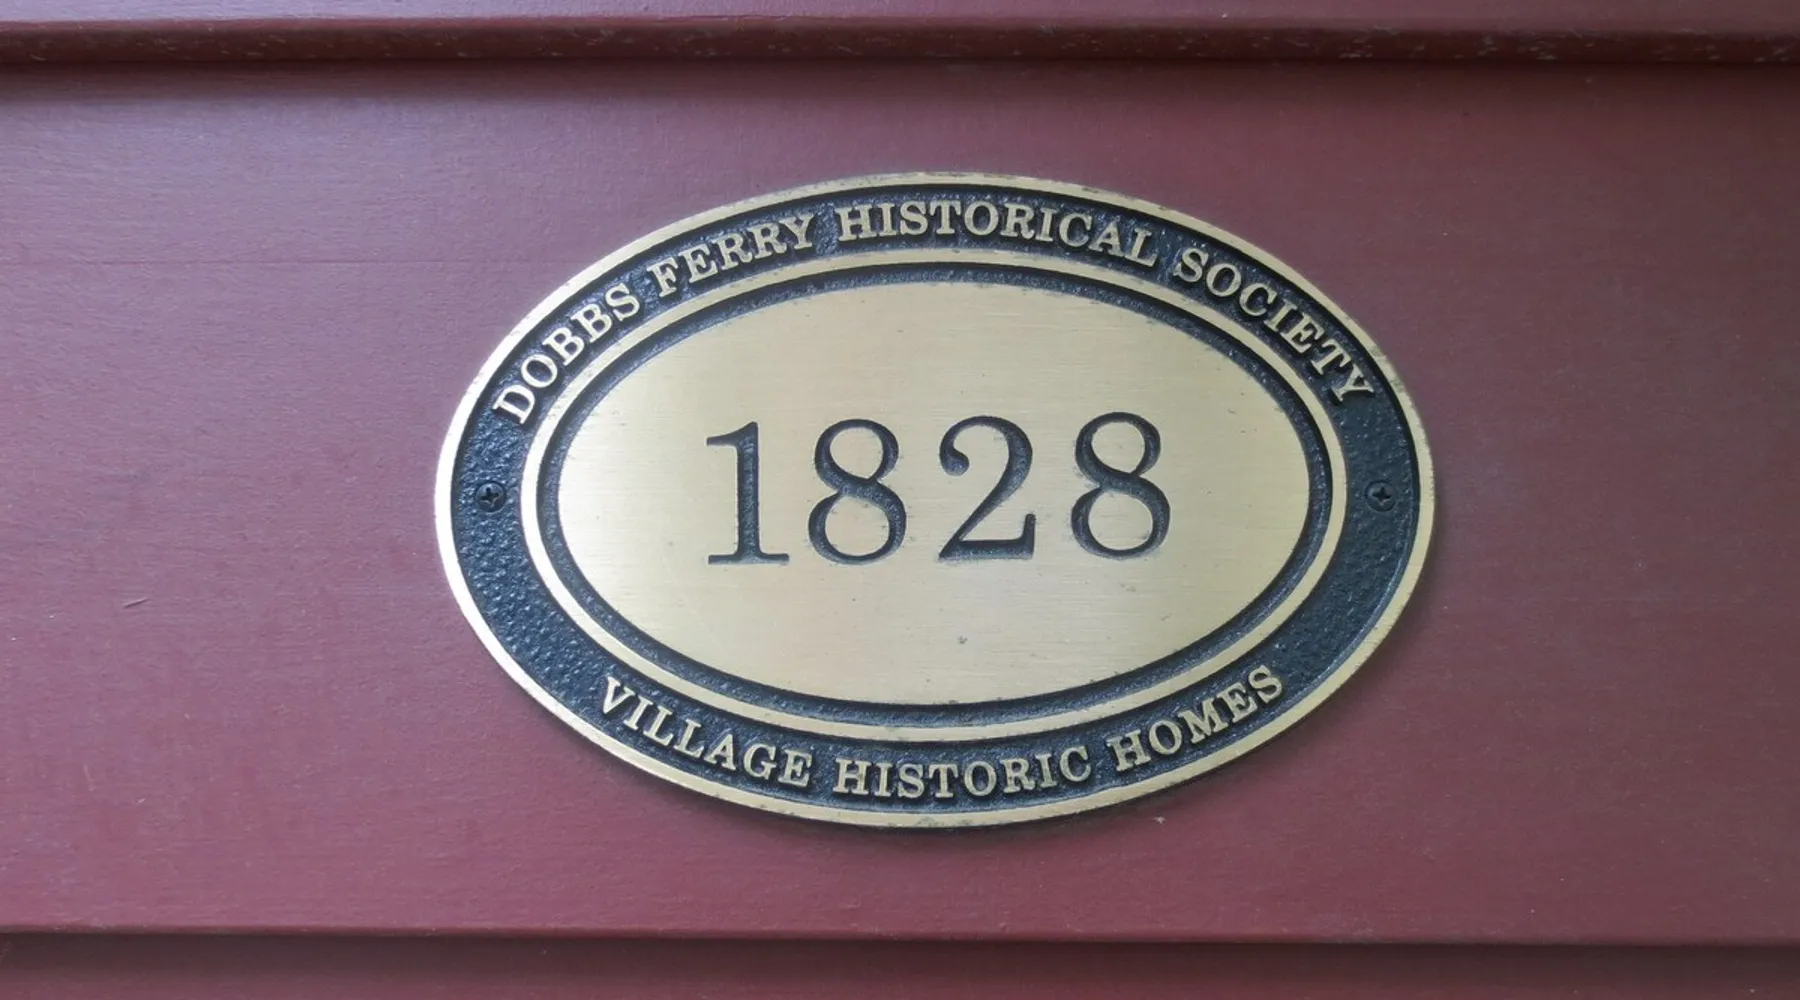 DOBBS FERRY HISTORICAL SOCIETY
1828
VILLAGE HISTORIC HOMES